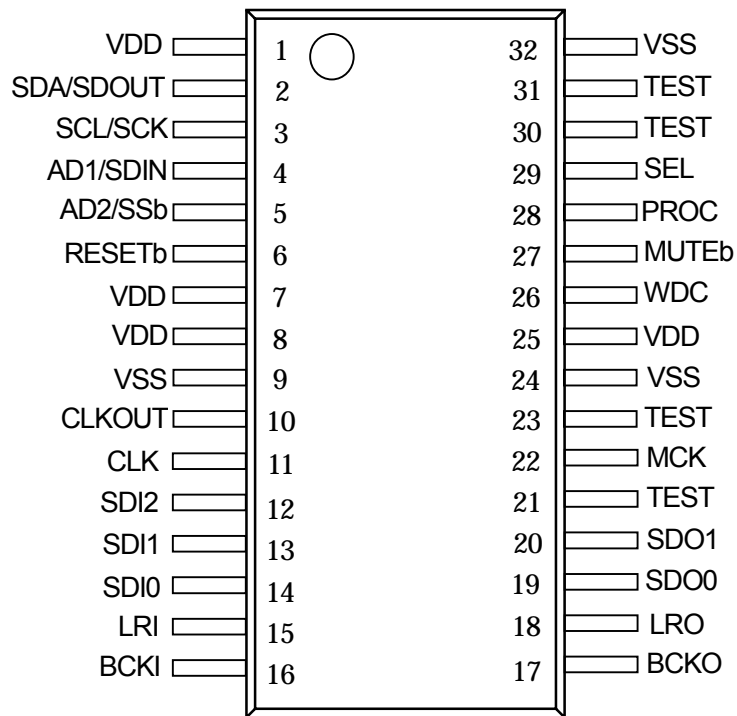 VDD 1 32 VSS
SDA/SDOUT 2 31 TEST
SCL/SCK 3 30 TEST
AD1/SDIN 4 29 SEL
AD2/SSb 5 28 PROC
RESETb 6 27 MUTEb
VDD 7 26 WDC
VDD 8 25 VDD
VSS 9 24 VSS
CLKOUT 10 23 TEST
CLK 11 22 MCK
SDI2 12 21 TEST
SDI1 13 20 SDO1
SDI0 14 19 SDO0
LRI 15 18 LRO
BCKI 16 17 BCKO